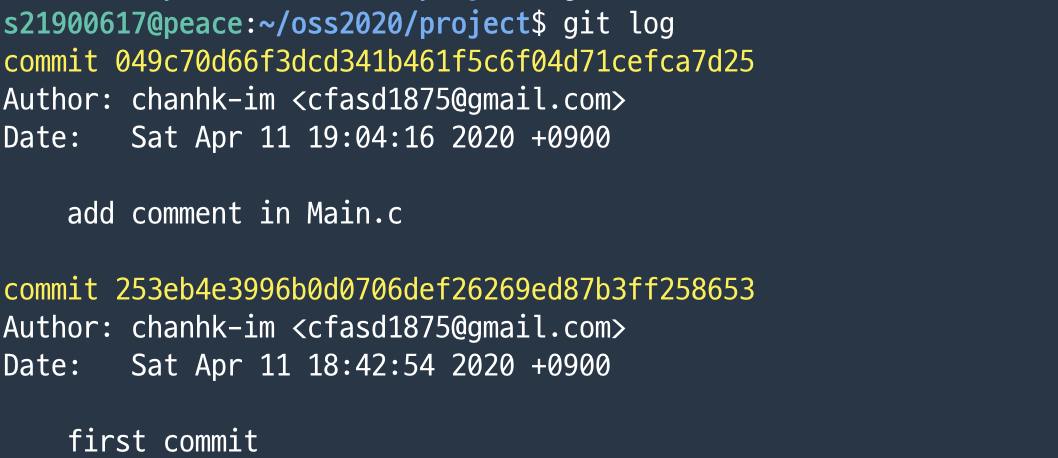 s21900617@peace:~/oss2020/project$ git log
commit 049c70d66f3dcd341b461f5c6f04d71cefca7d25
Author: chanhk-im <cfasd1875@gmail.com>
Date:   Sat Apr 11 19:04:16 2020 +0900
    add comment in Main.c
commit 253eb4e3996b0d0706def26269ed87b3ff258653
Author: chanhk-im <cfasd1875@gmail.com>
Date:   Sat Apr 11 18:42:54 2020 +0900
    first commit